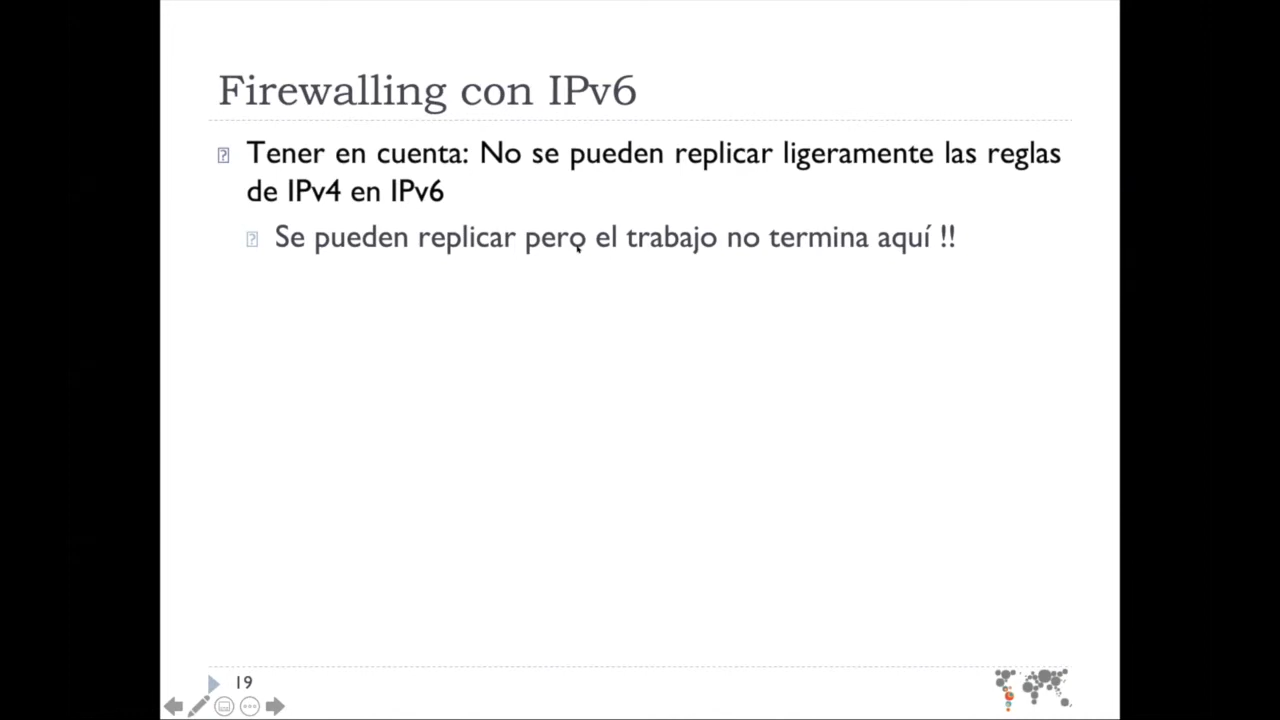 Firewalling con IPv6
Tener en cuenta: No se pueden replicar ligeramente las reglas
de IPv4 en IPv6
Se pueden replicar pero el trabajo no termina aquí !!
19